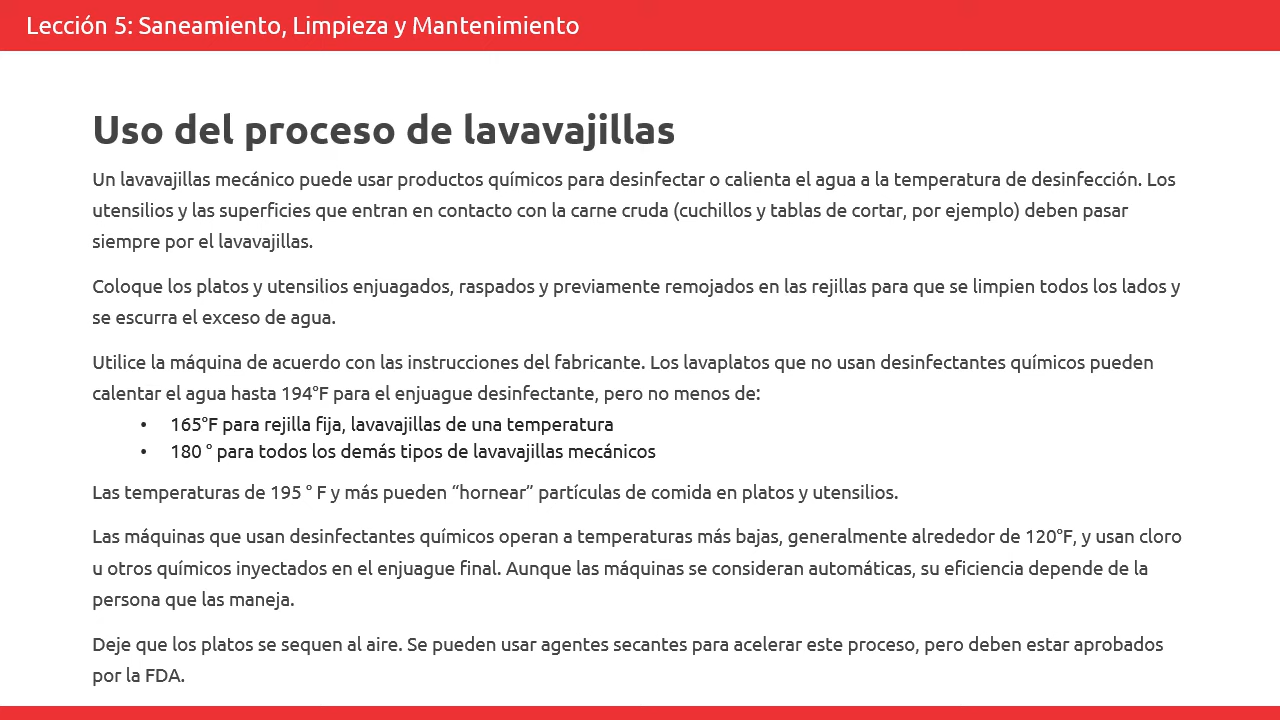 Lección 5: Saneamiento, Limpieza y Mantenimiento
Uso del proceso de lavavajillas
Un lavavajillas mecánico puede usar productos químicos para desinfectar o calienta el agua a la temperatura de desinfección. Los
utensilios y las superficies que entran en contacto con la carne cruda (cuchillos y tablas de cortar, por ejemplo) deben pasar
siempre por el lavavajillas.
Coloque los platos y utensilios enjuagados, raspados y previamente remojados en las rejillas para que se limpien todos los lados y
se escurra el exceso de agua.
Utilice la máquina de acuerdo con las instrucciones del fabricante. Los lavaplatos que no usan desinfectantes químicos pueden
calentar el agua hasta 194°F para el enjuague desinfectante, pero no menos de:
• 165°F para rejilla fija, lavavajillas de una temperatura
• 180 ° para todos los demás tipos de lavavajillas mecánicos
Las temperaturas de 195 ° F y más pueden “hornear” partículas de comida en platos y utensilios.
Las máquinas que usan desinfectantes químicos operan a temperaturas más bajas, generalmente alrededor de 120°F, y usan cloro
u otros químicos inyectados en el enjuague final. Aunque las máquinas se consideran automáticas, su eficiencia depende de la
persona que las maneja.
Deje que los platos se sequen al aire. Se pueden usar agentes secantes para acelerar este proceso, pero deben estar aprobados
por la FDA.